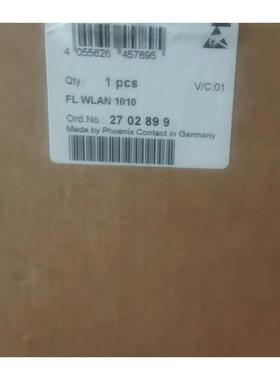 4 055626 457895
Qty.: 1 pcs V/C:01
FL WLAN 1010
Ord.No.: 27 02 89 9
Made by Phoenix Contact in Germany